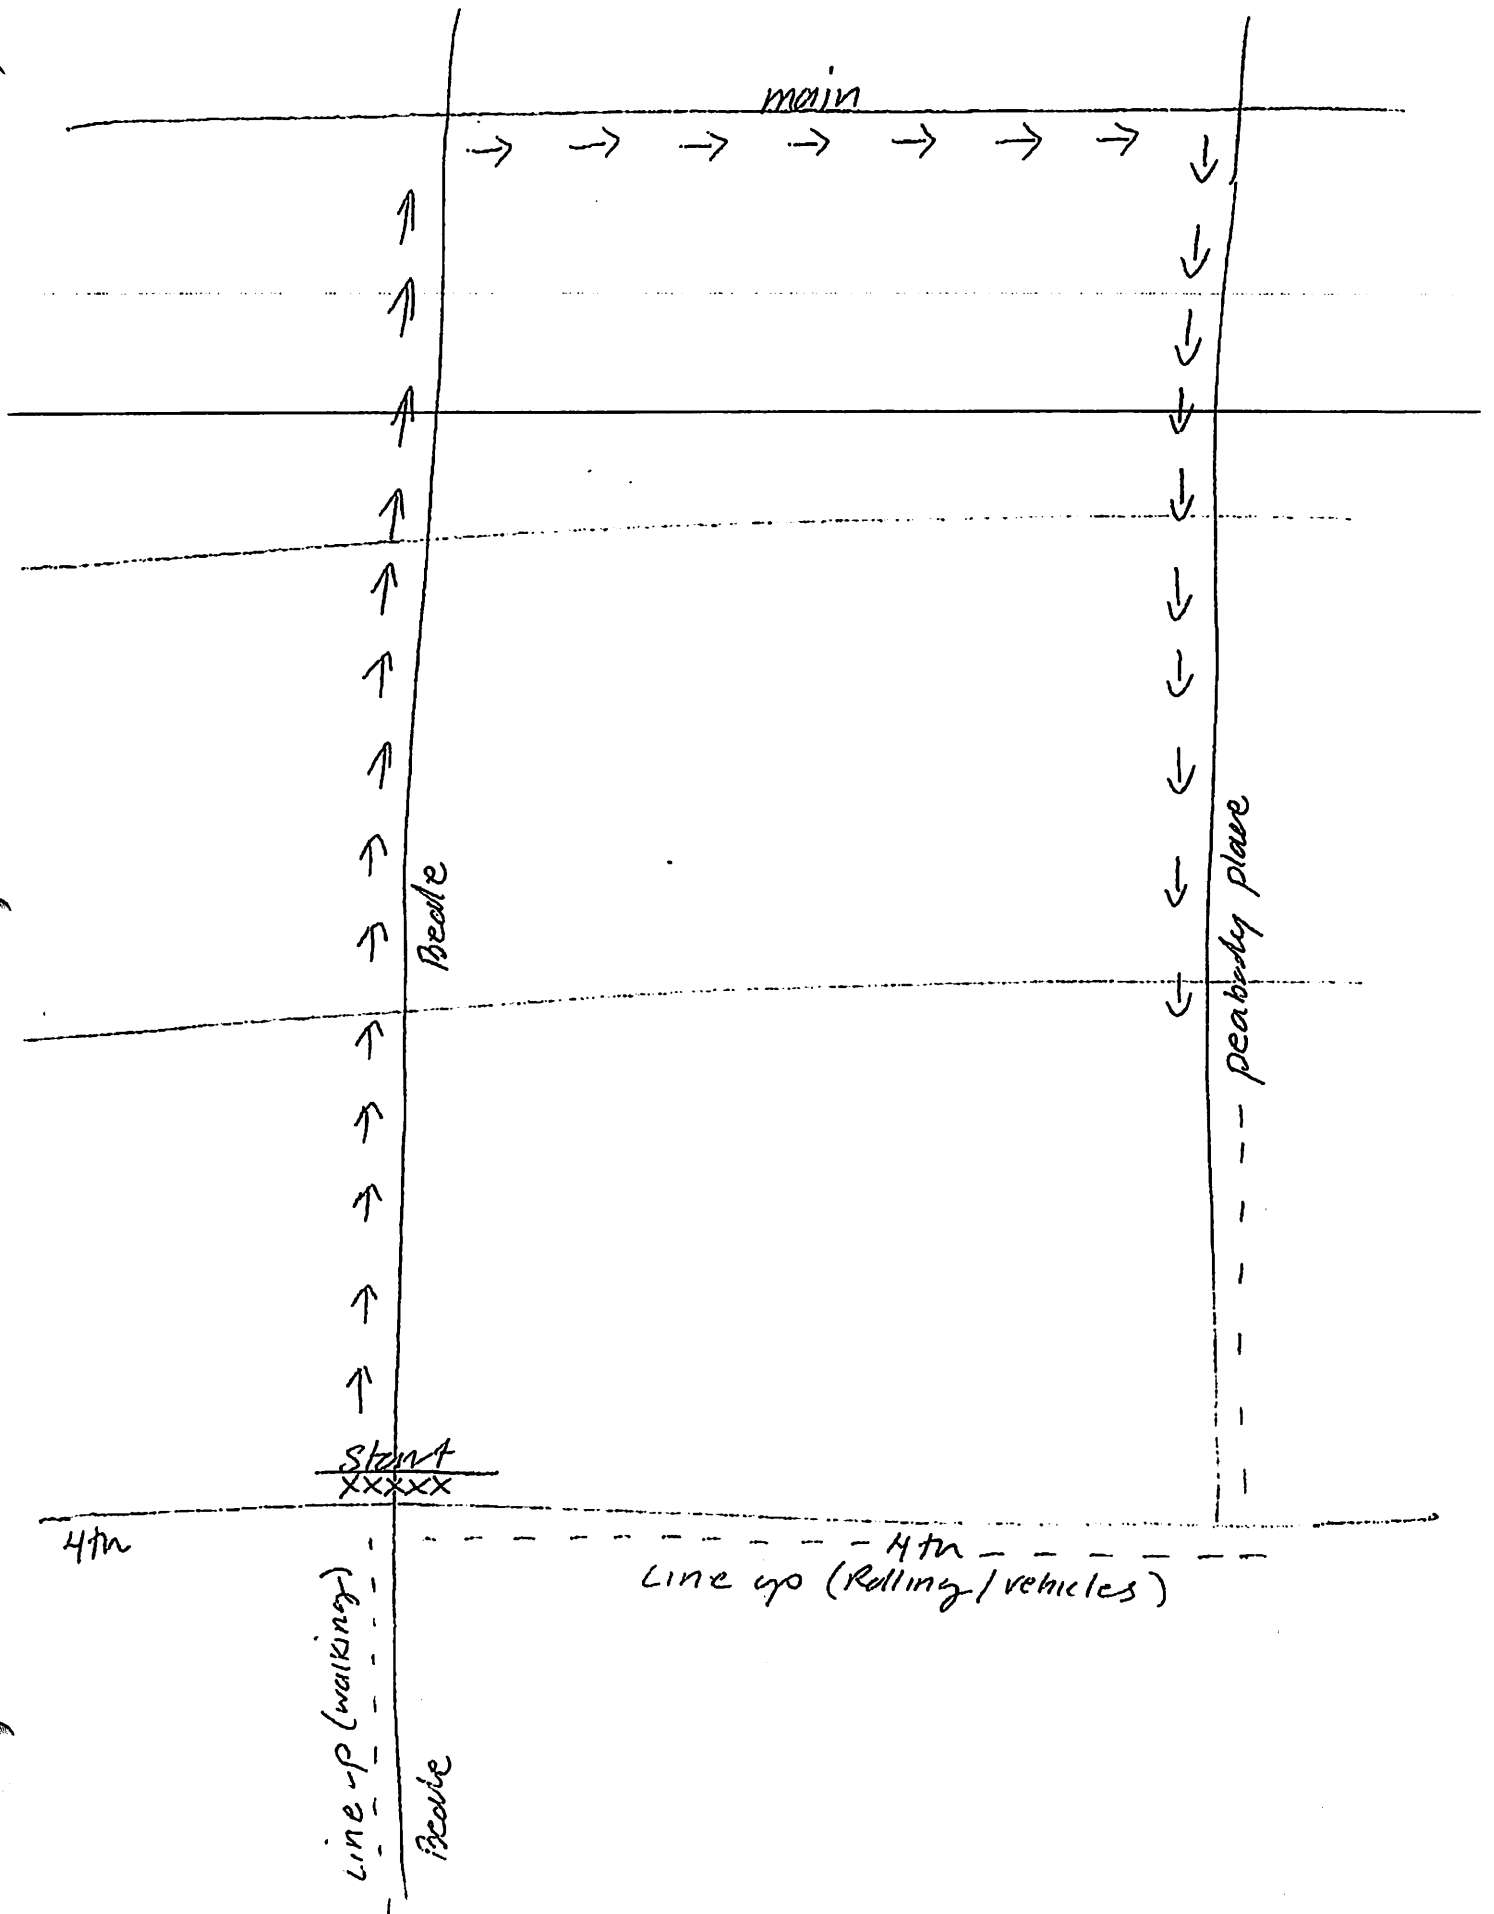 main
Beale
peabody place
Start
xxxxx
4th
4th
Line up (Rolling/vehicles)
Line up (walking)
Beale